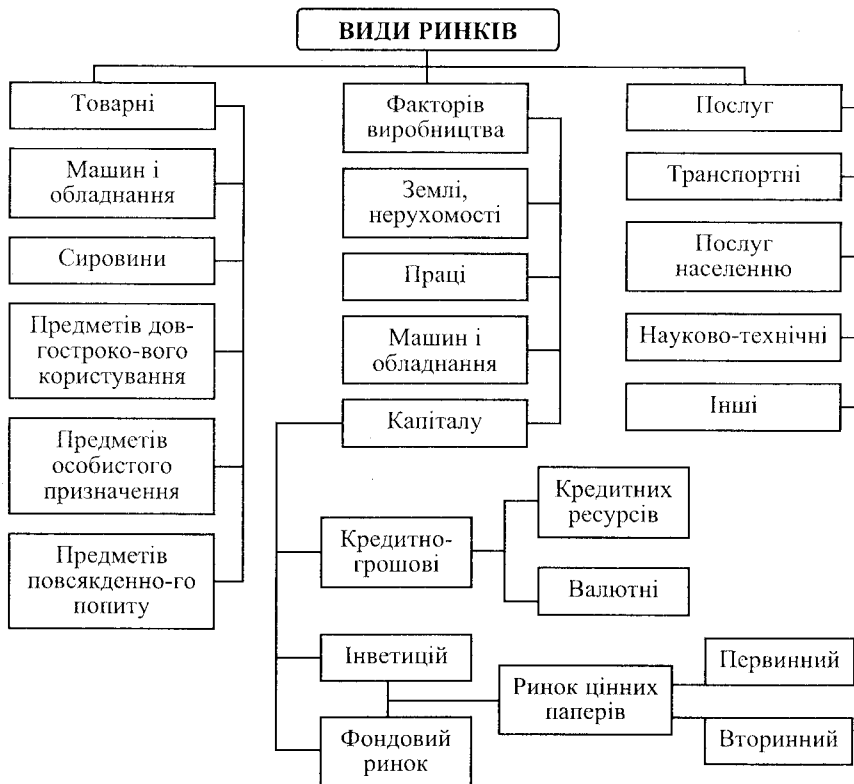 ВИДИ РИНКІВ
Товарні
Машин і
обладнання
Сировини
Предметів дов-
гостроко-вого
користування
Предметів
особистого
призначення
Предметів
повсякденно-го
попиту
Факторів
виробництва
Землі,
нерухомості
Праці
Машин і
обладнання
Капіталу
Кредитно-
грошові
Кредитних
ресурсів
Валютні
Інветицій
Фондовий
ринок
Ринок цінних
паперів
Первинний
Вторинний
Послуг
Транспортні
Послуг
населенню
Науково-технічні
Інші